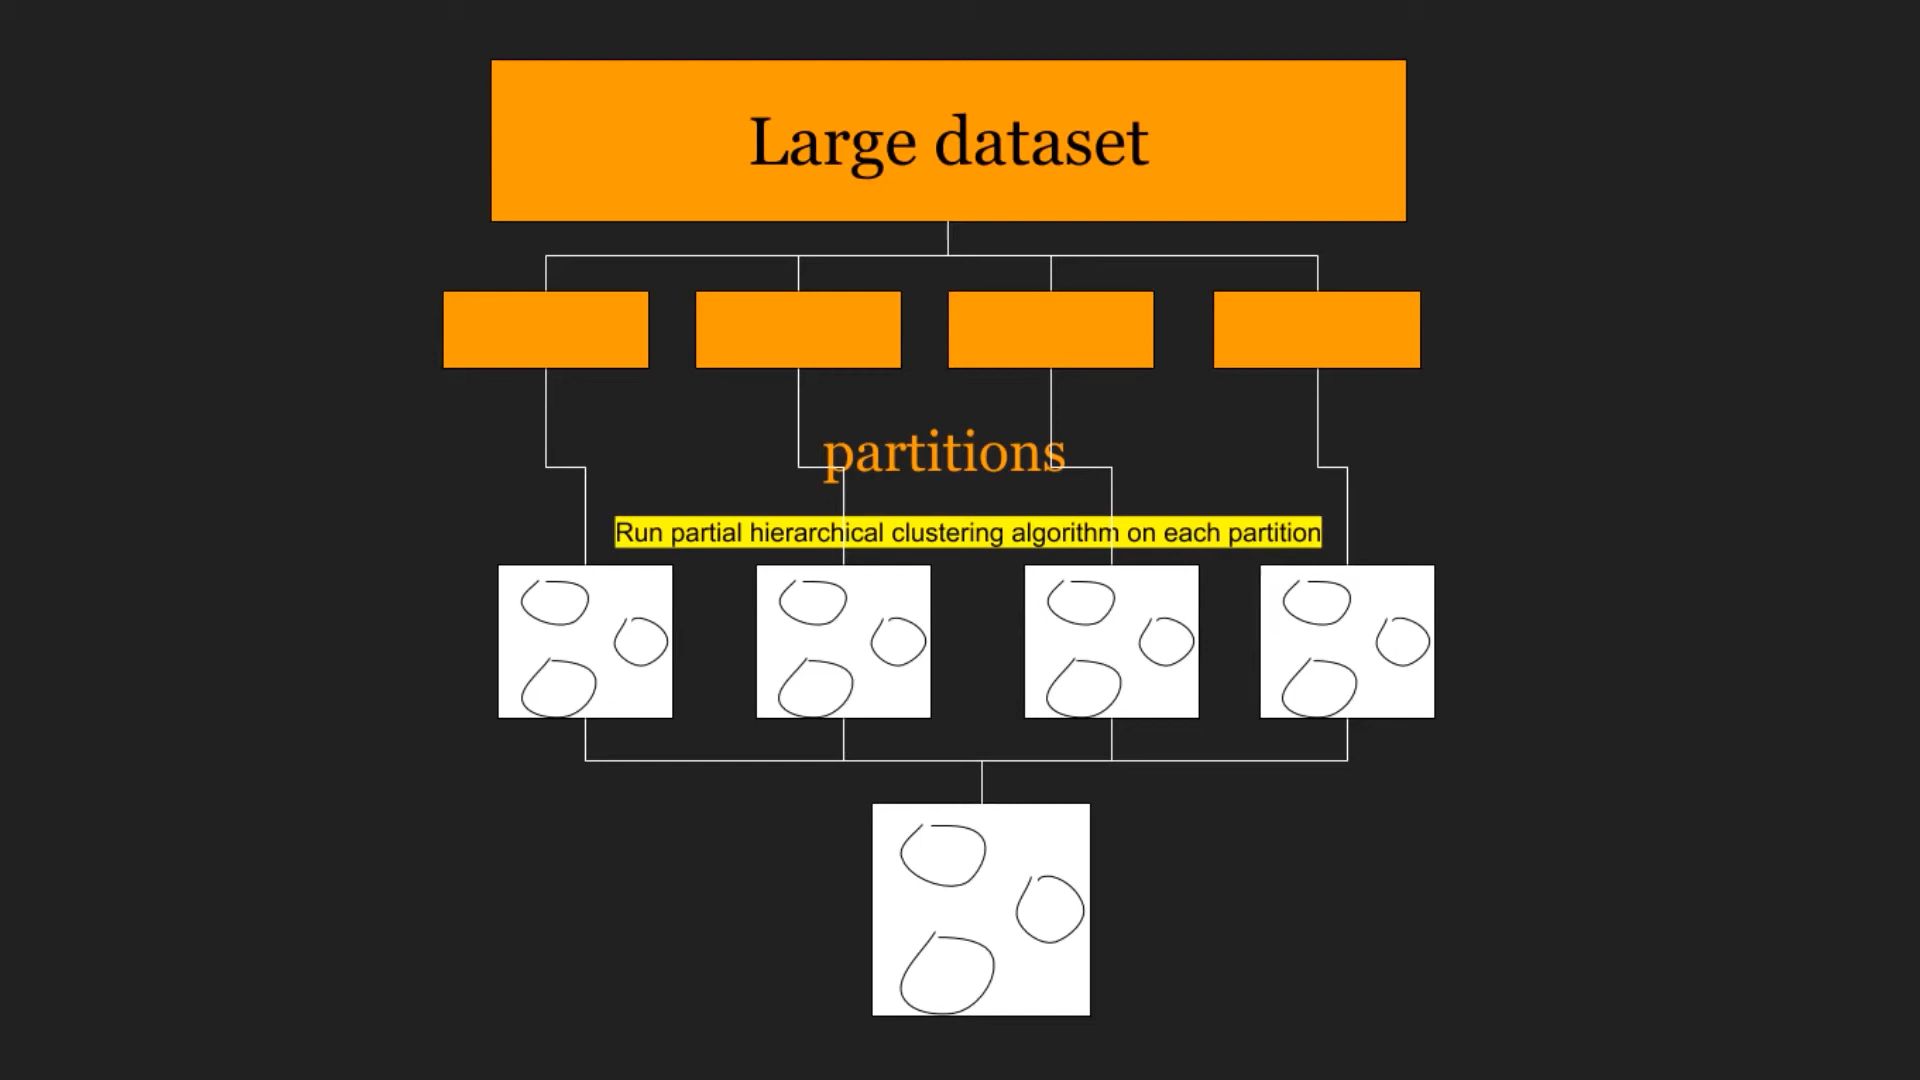 Large dataset
partitions
Run partial hierarchical clustering algorithm on each partition